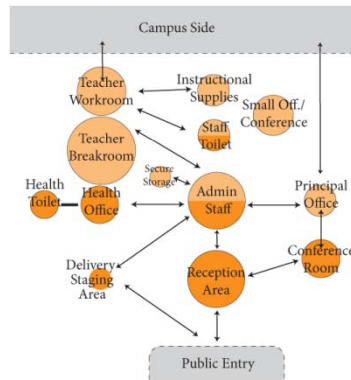 Campus Side
Teacher
Workroom
Instructional
Supplies
Small Off./
Conference
Staff
Toilet
Teacher
Breakroom
Secure
Storage
Health
Toilet
Health
Office
Admin
Staff
Principal
Office
Delivery
Staging
Area
Reception
Area
Conference
Room
Public Entry